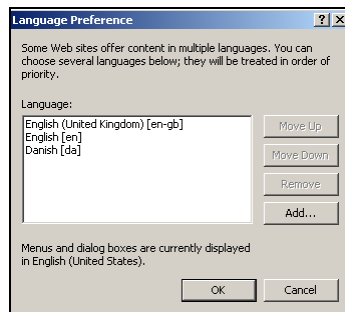 Language Preference
Some Web sites offer content in multiple languages. You can
choose several languages below; they will be treated in order of
priority.
Language:
English (United Kingdom) [en-gb]
English [en]
Danish [da]
Move Up
Move Down
Remove
Add...
Menus and dialog boxes are currently displayed
in English (United States).
OK
Cancel